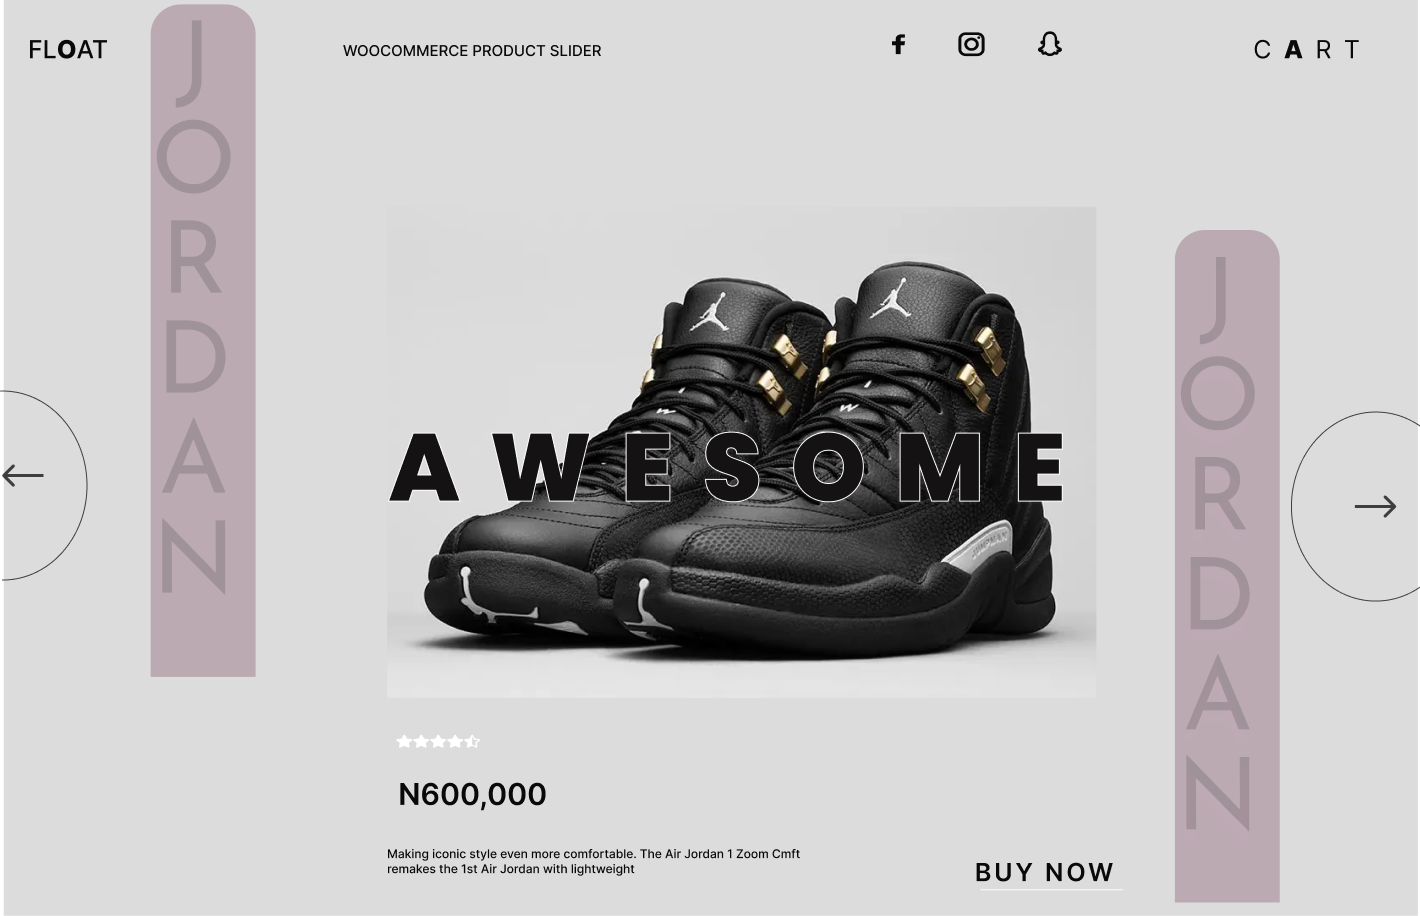 FLOAT
WOOCOMMERCE PRODUCT SLIDER
CART
JORDAN
AWESOME
JUMPMAN
JORDAN
N600,000
Making iconic style even more comfortable. The Air Jordan 1 Zoom Cmft
remakes the 1st Air Jordan with lightweight
BUY NOW